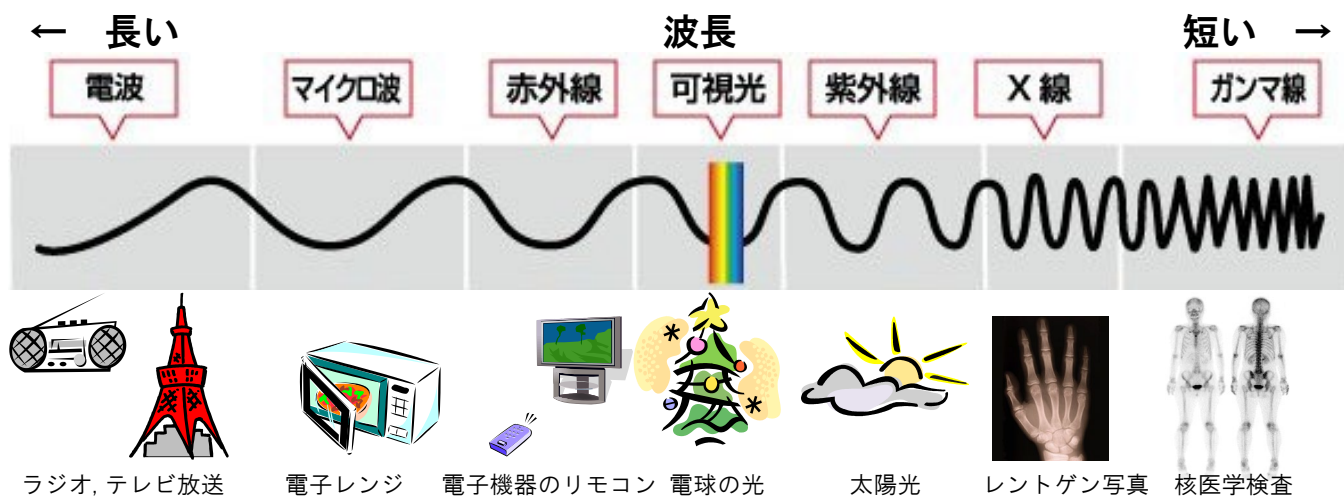 ← 長い 波長 短い →
電波 マイクロ波 赤外線 可視光 紫外線 X線 ガンマ線
ラジオ, テレビ放送 電子レンジ 電子機器のリモコン 電球の光 太陽光 レントゲン写真 核医学検査